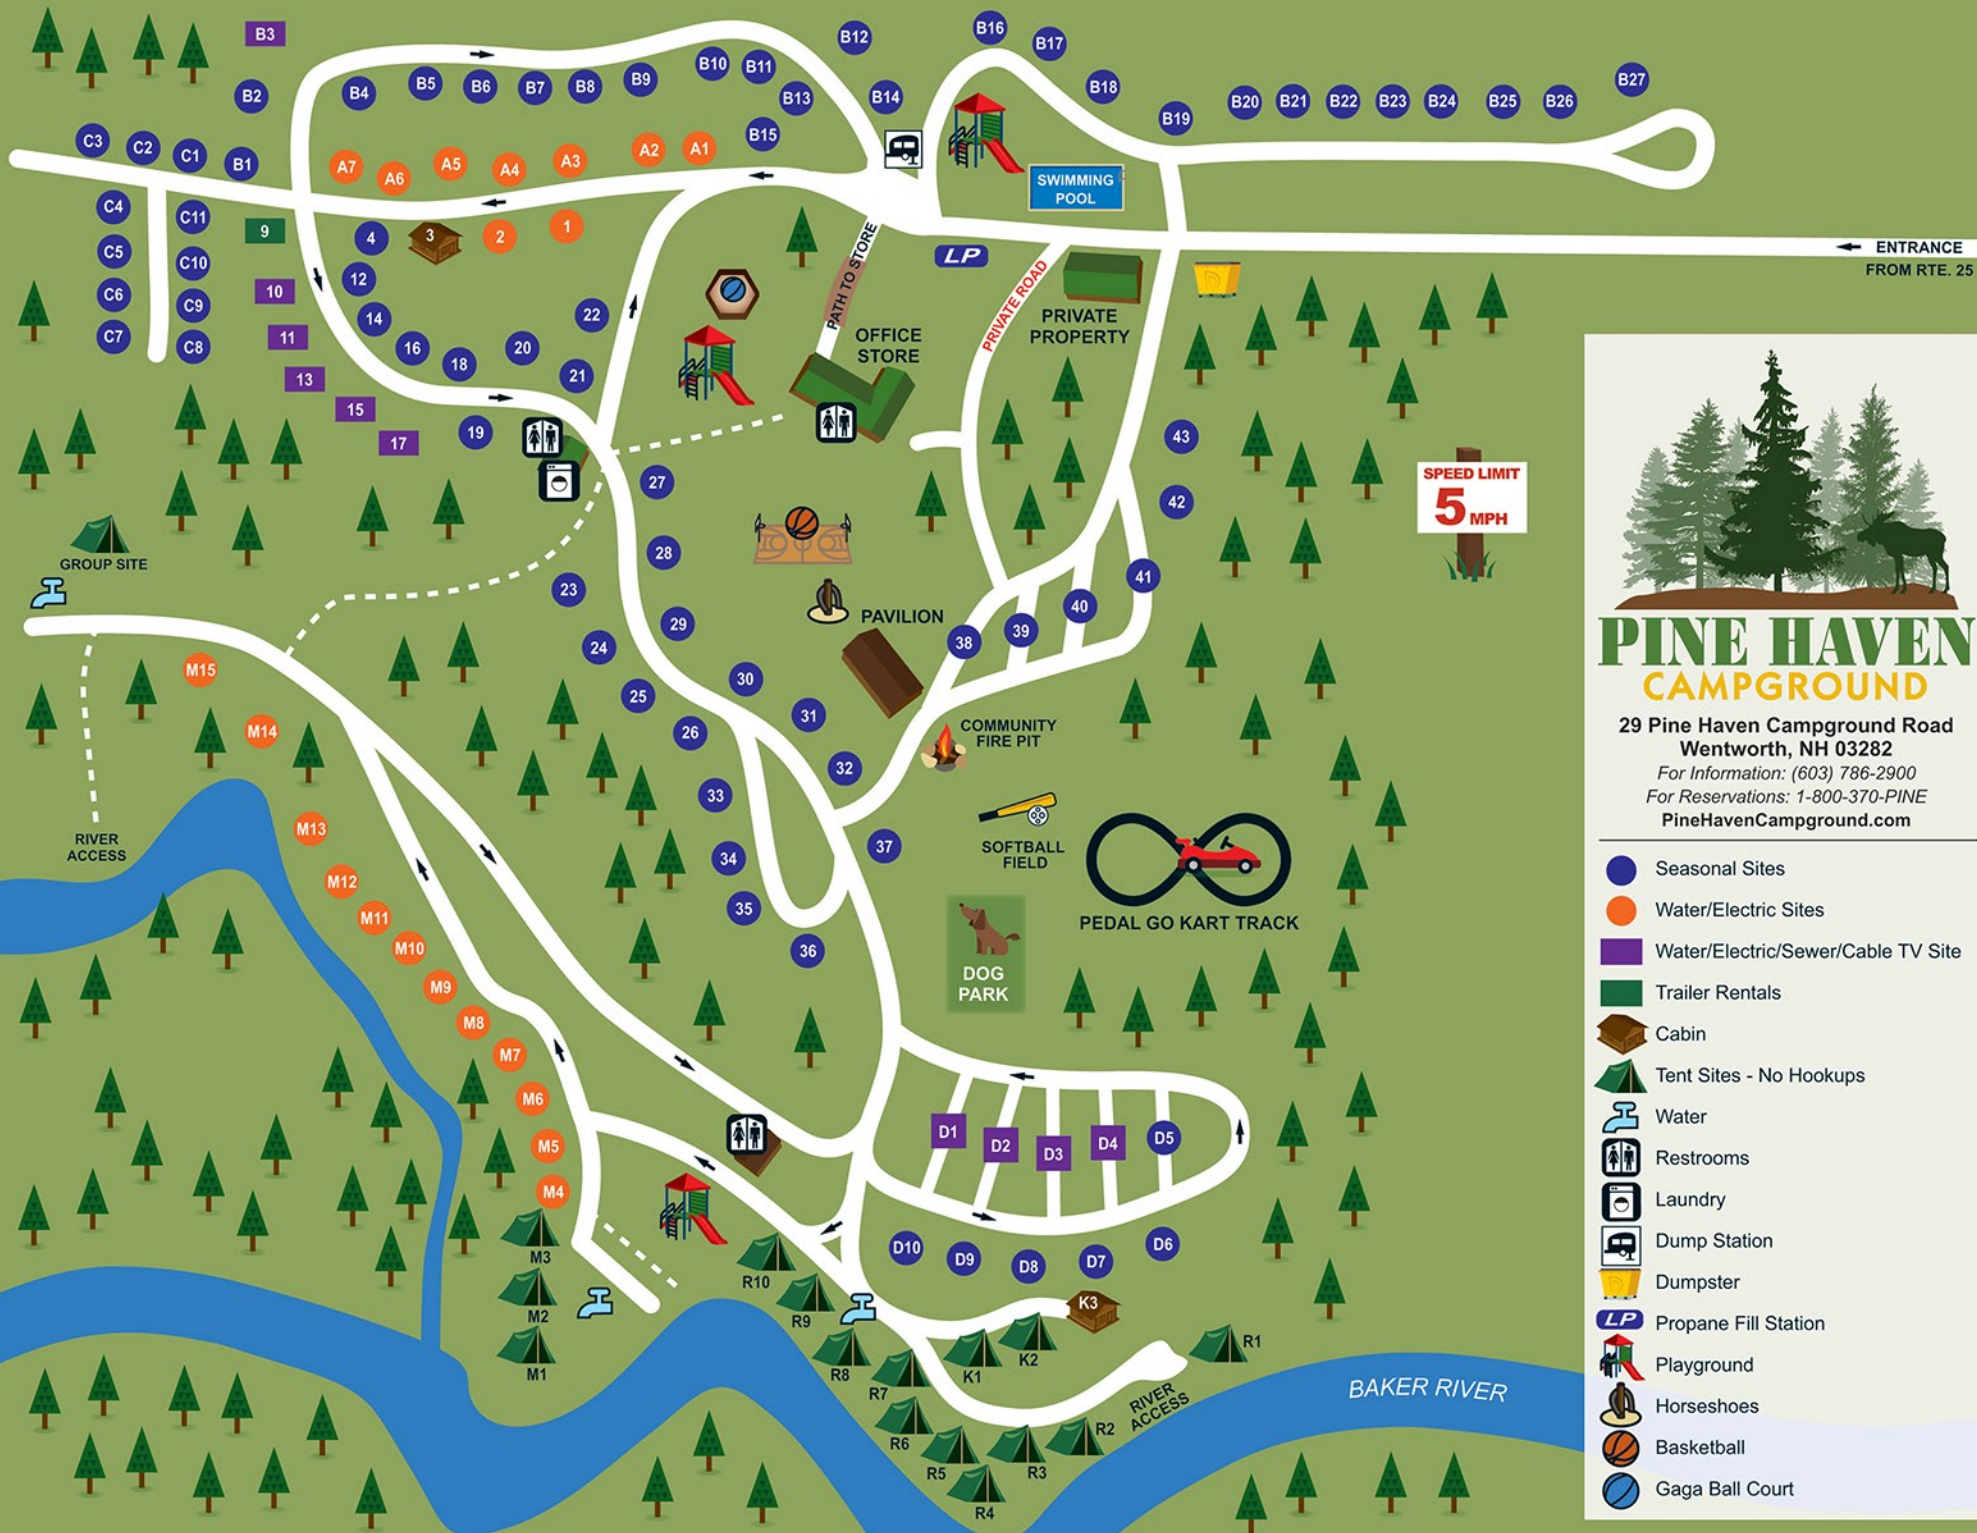 B3
B16
B12
B17
B10
B11
B9
B8
B7
B6
B5
B4
B2
B13
B14
B18
B27
B20
B21
B22
B23
B24
B25
B26
B19
B15
C3
C2
C1
B1
A7
A6
A5
A4
A3
A2
A1
SWIMMING
POOL
C4
C11
9
4
3
2
1
C5
C10
12
10
C6
C9
14
11
C7
C8
13
15
17
16
18
20
22
21
19
LP
PATH TO STORE
PRIVATE ROAD
PRIVATE
PROPERTY
ENTRANCE
FROM RTE. 25
OFFICE
STORE
43
42
41
40
39
38
27
28
29
23
24
25
26
30
31
32
33
34
35
36
37
SPEED LIMIT
5 MPH
GROUP SITE
PAVILION
COMMUNITY
FIRE PIT
SOFTBALL
FIELD
PEDAL GO KART TRACK
DOG
PARK
M15
M14
M13
M12
M11
M10
M9
M8
M7
M6
M5
M4
M3
M2
M1
RIVER
ACCESS
D1
D2
D3
D4
D5
D10
D9
D8
D7
D6
R10
R9
R8
R7
R6
R5
R4
R3
R2
R1
K1
K2
K3
RIVER
ACCESS
BAKER RIVER
PINE HAVEN
CAMPGROUND
29 Pine Haven Campground Road
Wentworth, NH 03282
For Information: (603) 786-2900
For Reservations: 1-800-370-PINE
PineHavenCampground.com
Seasonal Sites
Water/Electric Sites
Water/Electric/Sewer/Cable TV Site
Trailer Rentals
Cabin
Tent Sites - No Hookups
Water
Restrooms
Laundry
Dump Station
Dumpster
LP Propane Fill Station
Playground
Horseshoes
Basketball
Gaga Ball Court